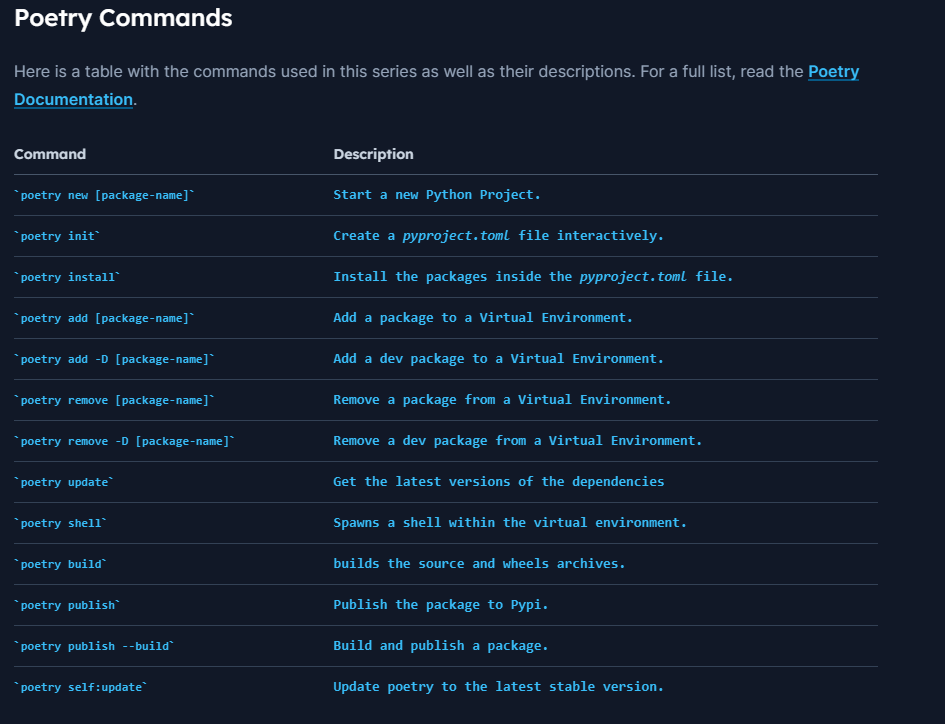 Poetry Commands
Here is a table with the commands used in this series as well as their descriptions. For a full list, read the Poetry
Documentation.
Command Description
`poetry new [package-name]` Start a new Python Project.
`poetry init` Create a pyproject.toml file interactively.
`poetry install` Install the packages inside the pyproject.toml file.
`poetry add [package-name]` Add a package to a Virtual Environment.
`poetry add -D [package-name]` Add a dev package to a Virtual Environment.
`poetry remove [package-name]` Remove a package from a Virtual Environment.
`poetry remove -D [package-name]` Remove a dev package from a Virtual Environment.
`poetry update` Get the latest versions of the dependencies
`poetry shell` Spawns a shell within the virtual environment.
`poetry build` builds the source and wheels archives.
`poetry publish` Publish the package to Pypi.
`poetry publish --build` Build and publish a package.
`poetry self:update` Update poetry to the latest stable version.